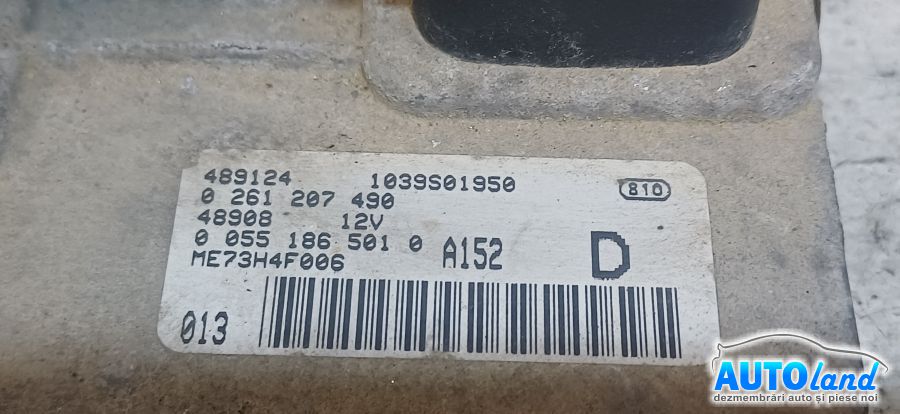 489124 1039S01950 810
0 261 207 490
48908 12V
0 055 186 501 0 A152 D
ME73H4F006
013
AUTOland
dezmembrări auto și piese noi